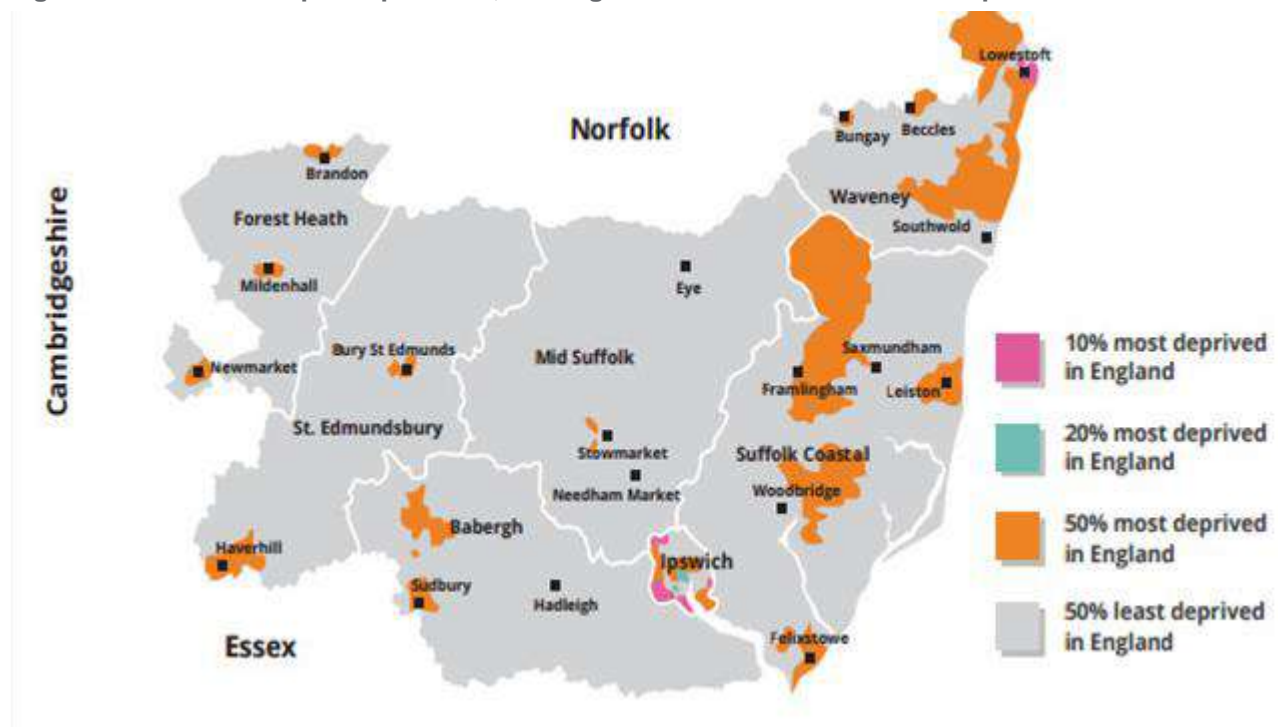 Lowestoft
Norfolk
Bungay
Beccles
Brandon
Cambridgeshire
Forest Heath
Waveney
Southwold
Mildenhall
Eye
Bury St Edmunds
Newmarket
Mid Suffolk
Saxmundham
Framlingham
Leiston
St. Edmundsbury
Stowmarket
Suffolk Coastal
Needham Market
Woodbridge
Babergh
Haverhill
Ipswich
Sudbury
Hadleigh
Essex
Felixstowe
10% most deprived
in England
20% most deprived
in England
50% most deprived
in England
50% least deprived
in England